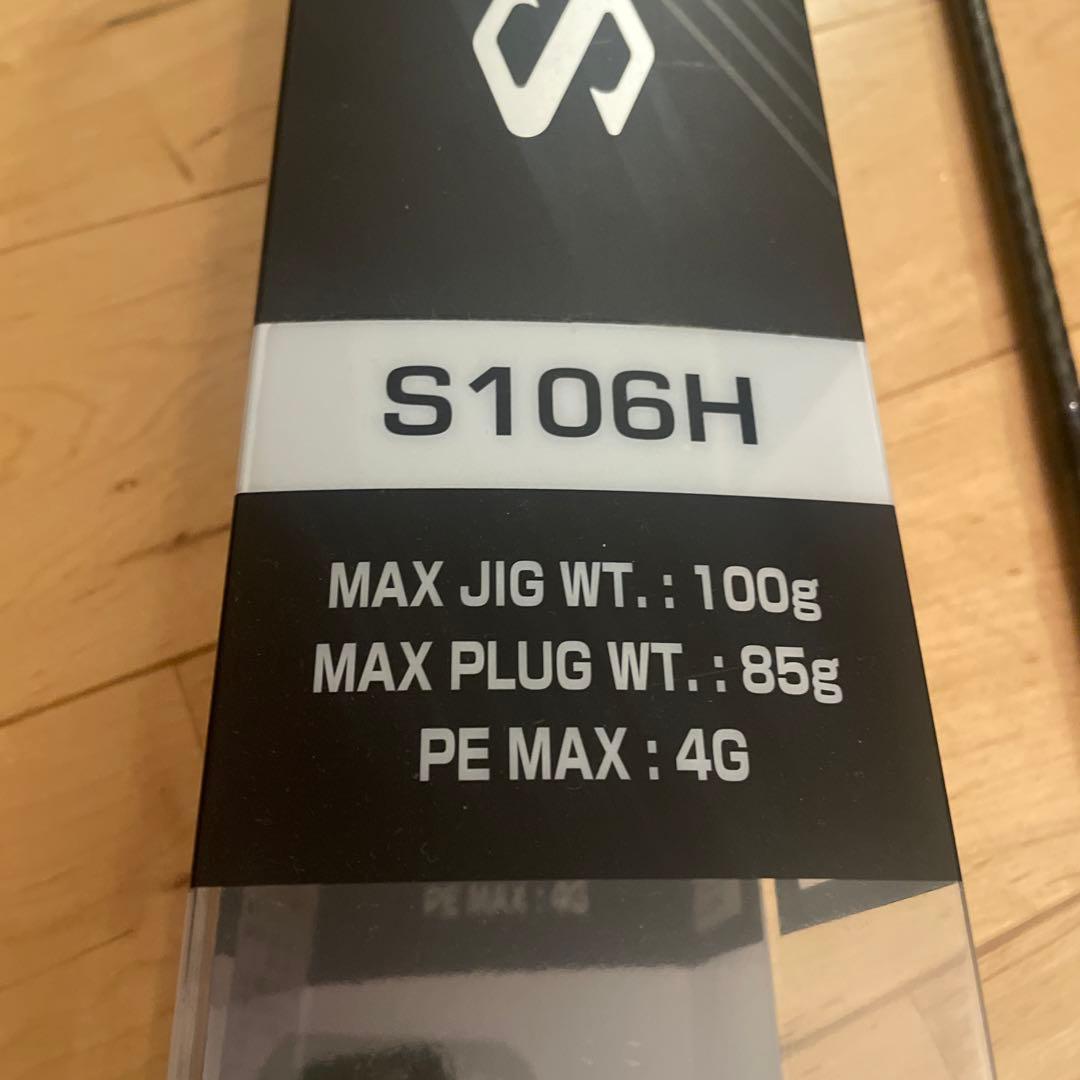 S106H
MAX JIG WT. : 100g
MAX PLUG WT. : 85g
PE MAX : 4G
PE MAX : 4G